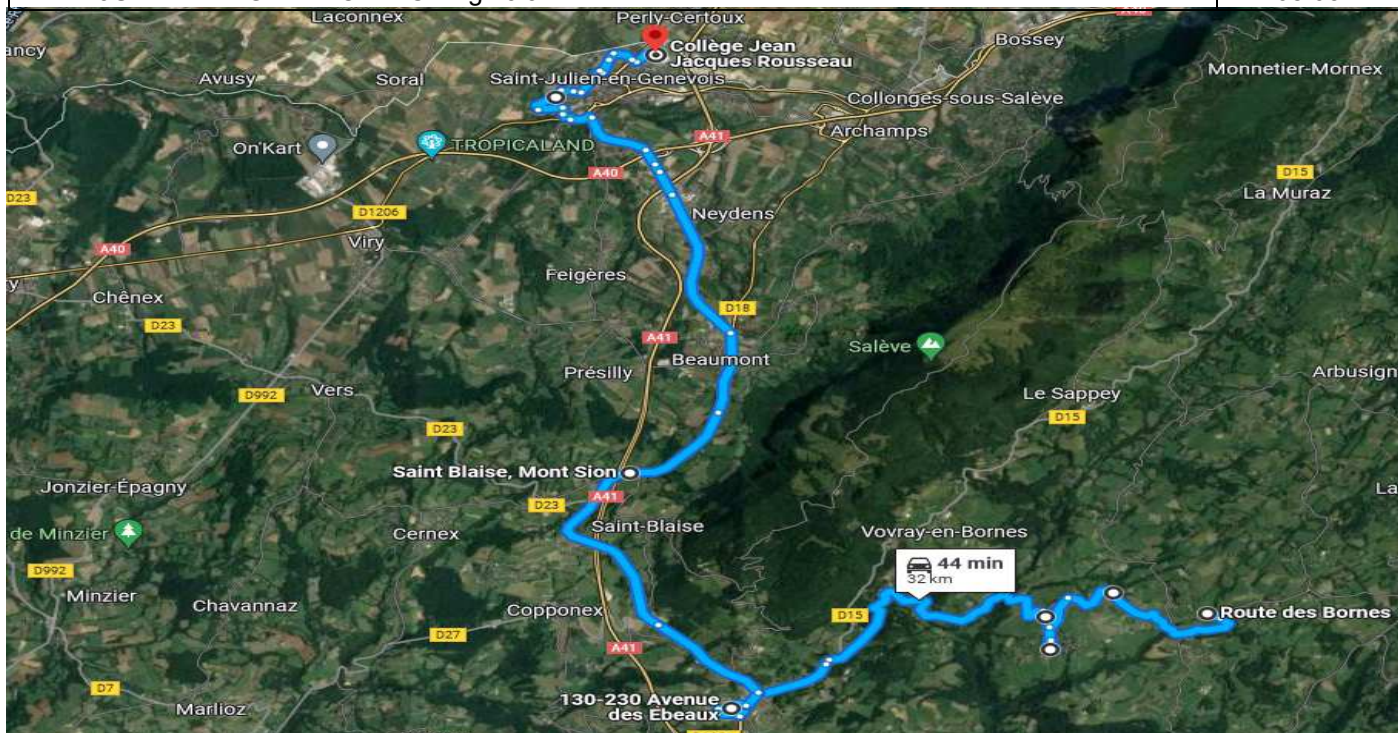 Laconnex
Perly-Certoux
Bossey
Collège Jean
Jacques Rousseau
Avusy
Soral
Saint-Julien-en-Genevois
Monnetier-Mornex
Collonges-sous-Salève
Archamps
On'Kart
TROPICALAND
A41
A40
D15
D23
La Muraz
D1206
Neydens
Viry
A40
Feigères
Chênex
D18
D23
A41
Salève
Beaumont
Présilly
Vers
D992
Le Sappey
Arbusign
D15
D23
Saint Blaise, Mont Sion
Jonzier-Épagny
A41
D23
Saint-Blaise
de Minzier
Cernex
Vovray-en-Bornes
D992
44 min
32 km
Minzier
Chavannaz
Copponex
D15
Route des Bornes
D27
A41
D7
130-230 Avenue
des Ebeaux
Marlioz